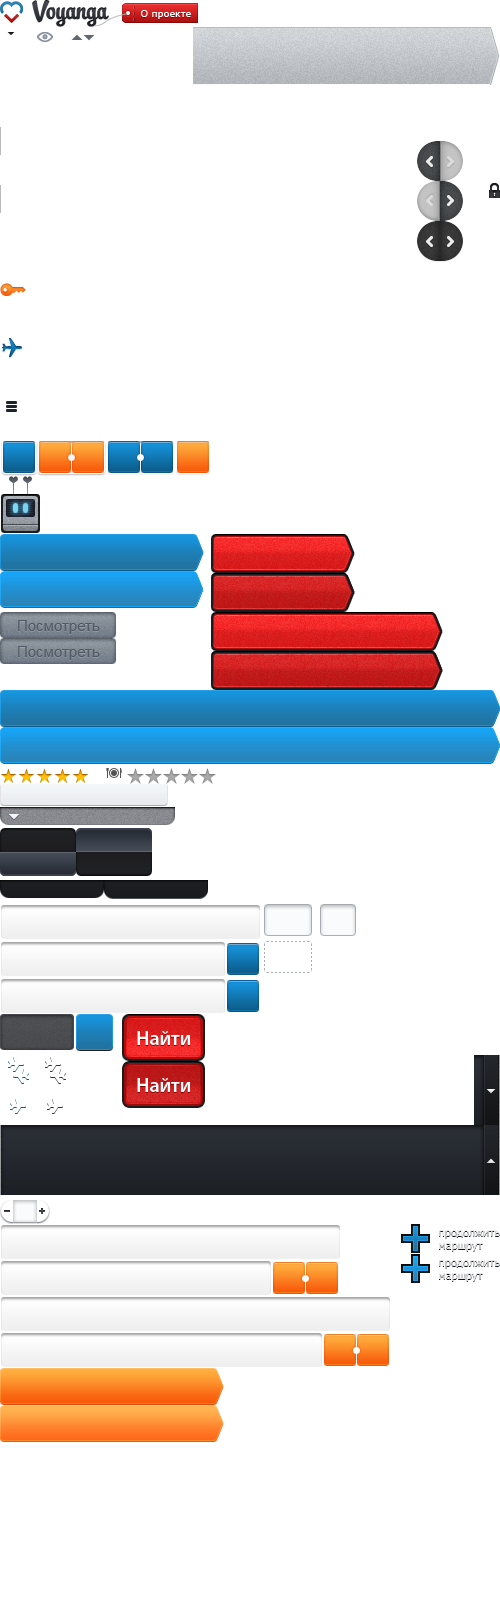 Voyanga
О проекте
Посмотреть
Посмотреть
Найти
Найти
продолжить
маршрут
продолжить
маршрут